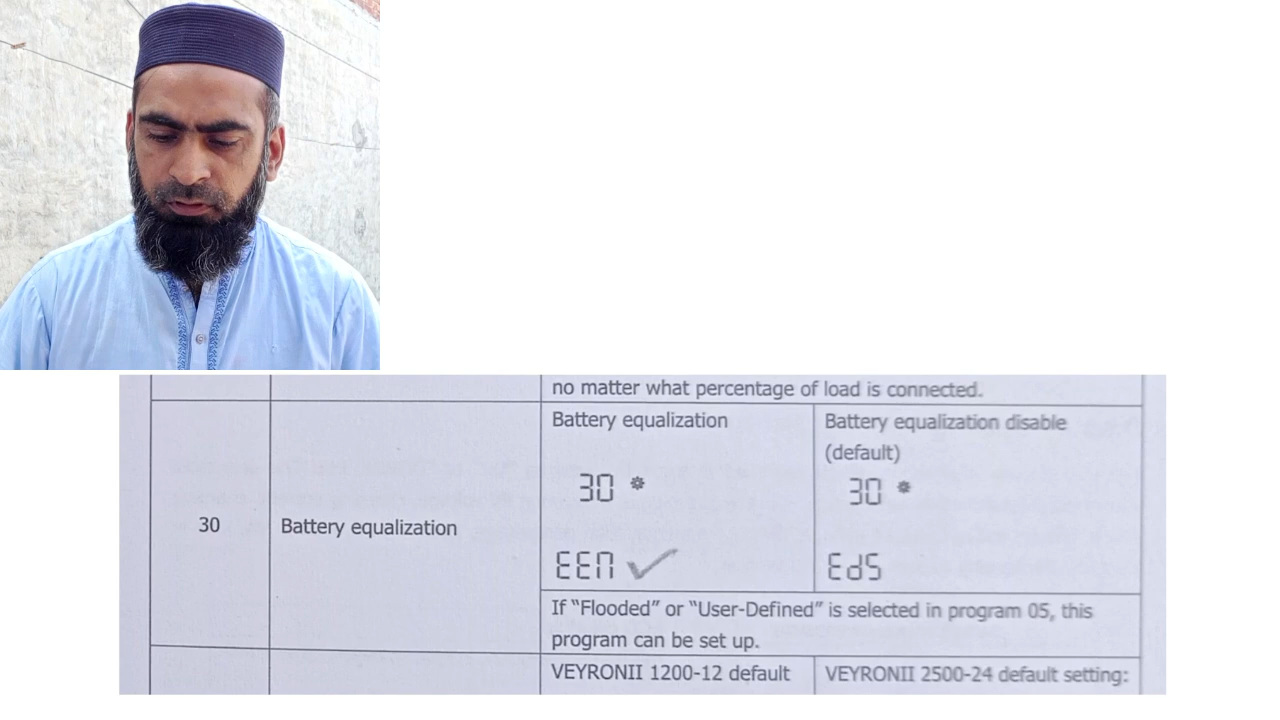 no matter what percentage of load is connected.
30
Battery equalization
Battery equalization
30
EEN
Battery equalization disable
(default)
30
EdS
If “Flooded” or “User-Defined” is selected in program 05, this
program can be set up.
VEYRONII 1200-12 default
VEYRONII 2500-24 default setting: